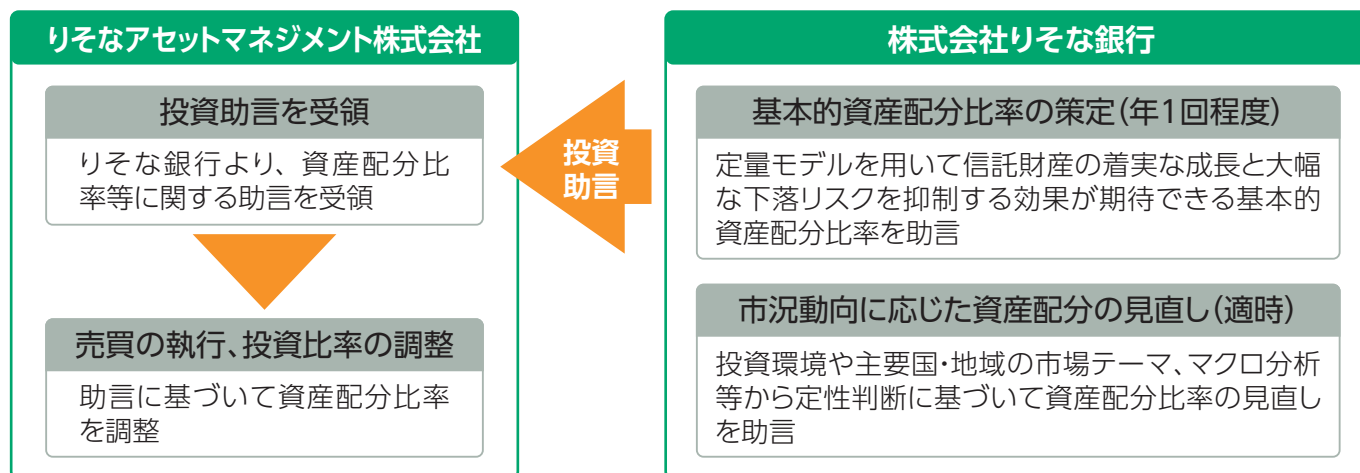 りそなアセットマネジメント株式会社
投資助言を受領
りそな銀行より、資産配分比
率等に関する助言を受領
売買の執行、投資比率の調整
助言に基づいて資産配分比率
を調整
投資
助言
株式会社りそな銀行
基本的資産配分比率の策定(年1回程度)
定量モデルを用いて信託財産の着実な成長と大幅
な下落リスクを抑制する効果が期待できる基本的
資産配分比率を助言
市況動向に応じた資産配分の見直し(適時)
投資環境や主要国・地域の市場テーマ、マクロ分析
等から定性判断に基づいて資産配分比率の見直し
を助言